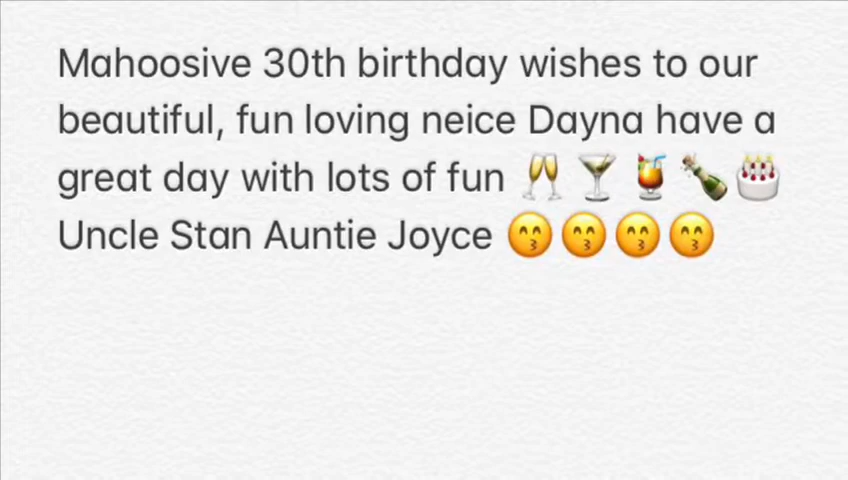 Mahoosive 30th birthday wishes to our
beautiful, fun loving neice Dayna have a
great day with lots of fun 🥂🍸🍹🍾🎂
Uncle Stan Auntie Joyce 😙😙😙😙